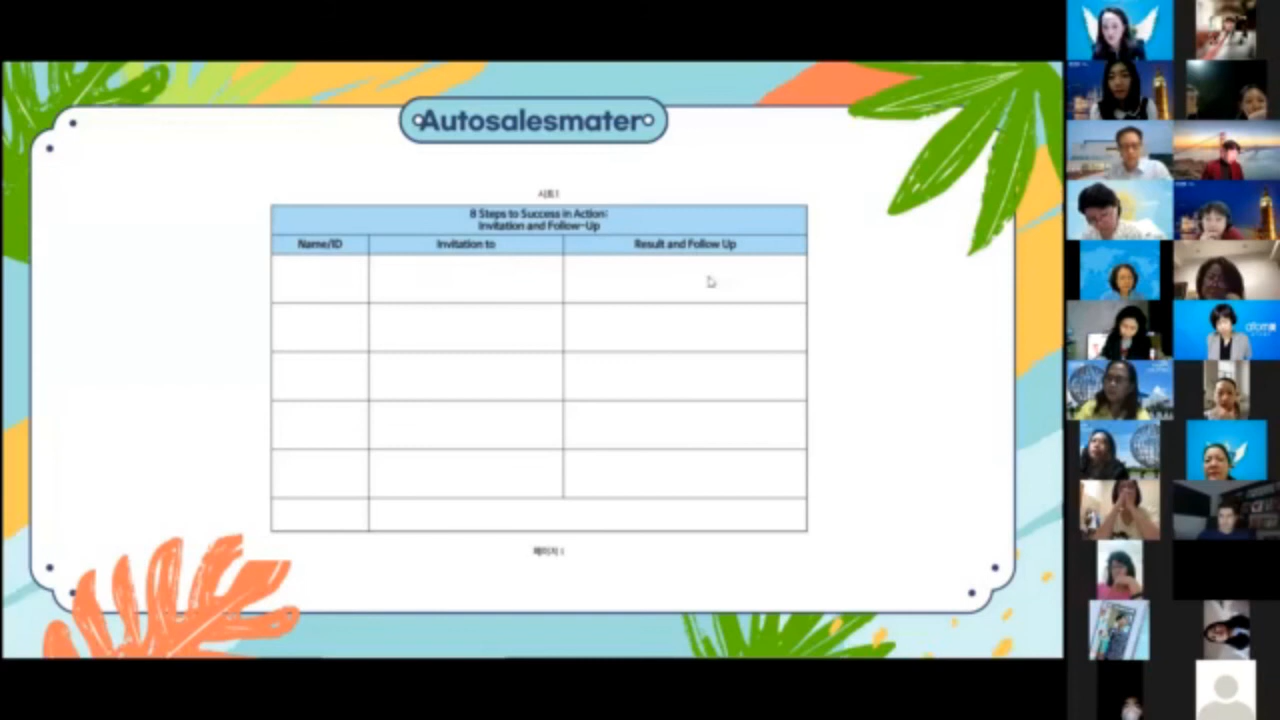 Autosalesmater
시트1
8 Steps to Success in Action:
Invitation and Follow-Up
Name/ID
Invitation to
Result and Follow Up
페이지 1
atomy